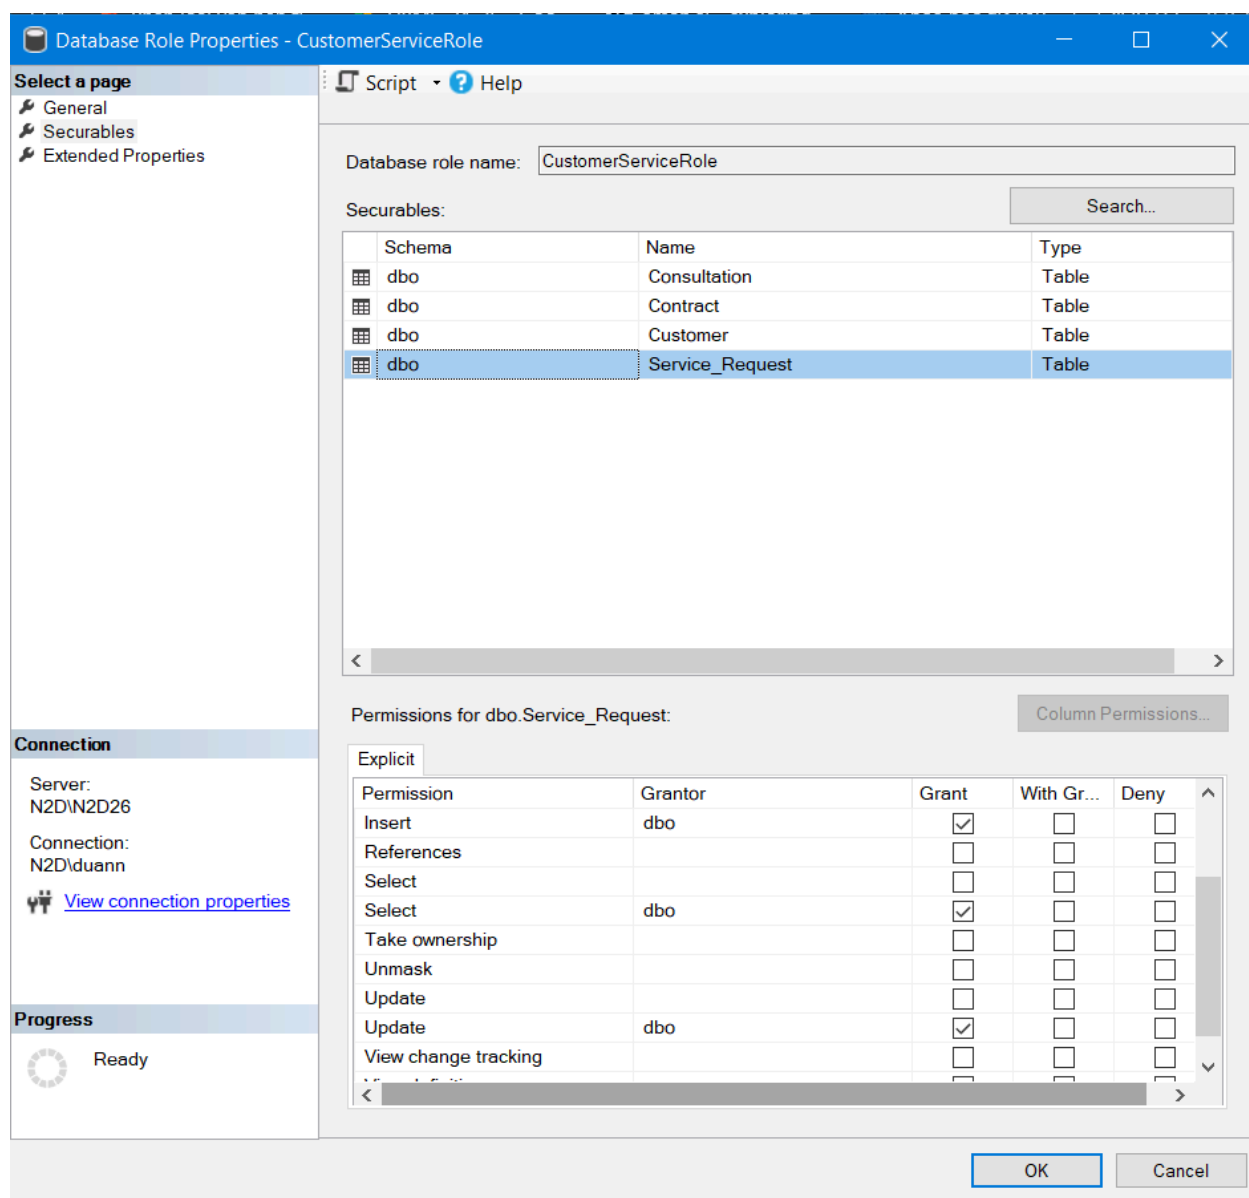 Database Role Properties - CustomerServiceRole
Select a page
General
Securables
Extended Properties
Script
Help
Database role name: CustomerServiceRole
Securables:
Search...
Schema Name Type
dbo Consultation Table
dbo Contract Table
dbo Customer Table
dbo Service_Request Table
Permissions for dbo.Service_Request:
Column Permissions...
Explicit
Permission Grantor Grant With Gr... Deny
Insert dbo
References
Select
Select dbo
Take ownership
Unmask
Update
Update dbo
View change tracking
Connection
Server:
N2D\N2D26
Connection:
N2D\duann
View connection properties
Progress
Ready
OK
Cancel